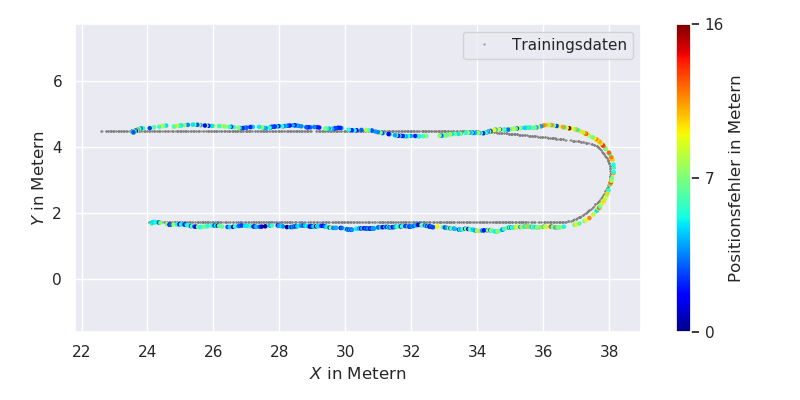 Trainingsdaten
6
4
2
0
Y in Metern
22 24 26 28 30 32 34 36 38
X in Metern
16
7
0
Positionsfehler in Metern